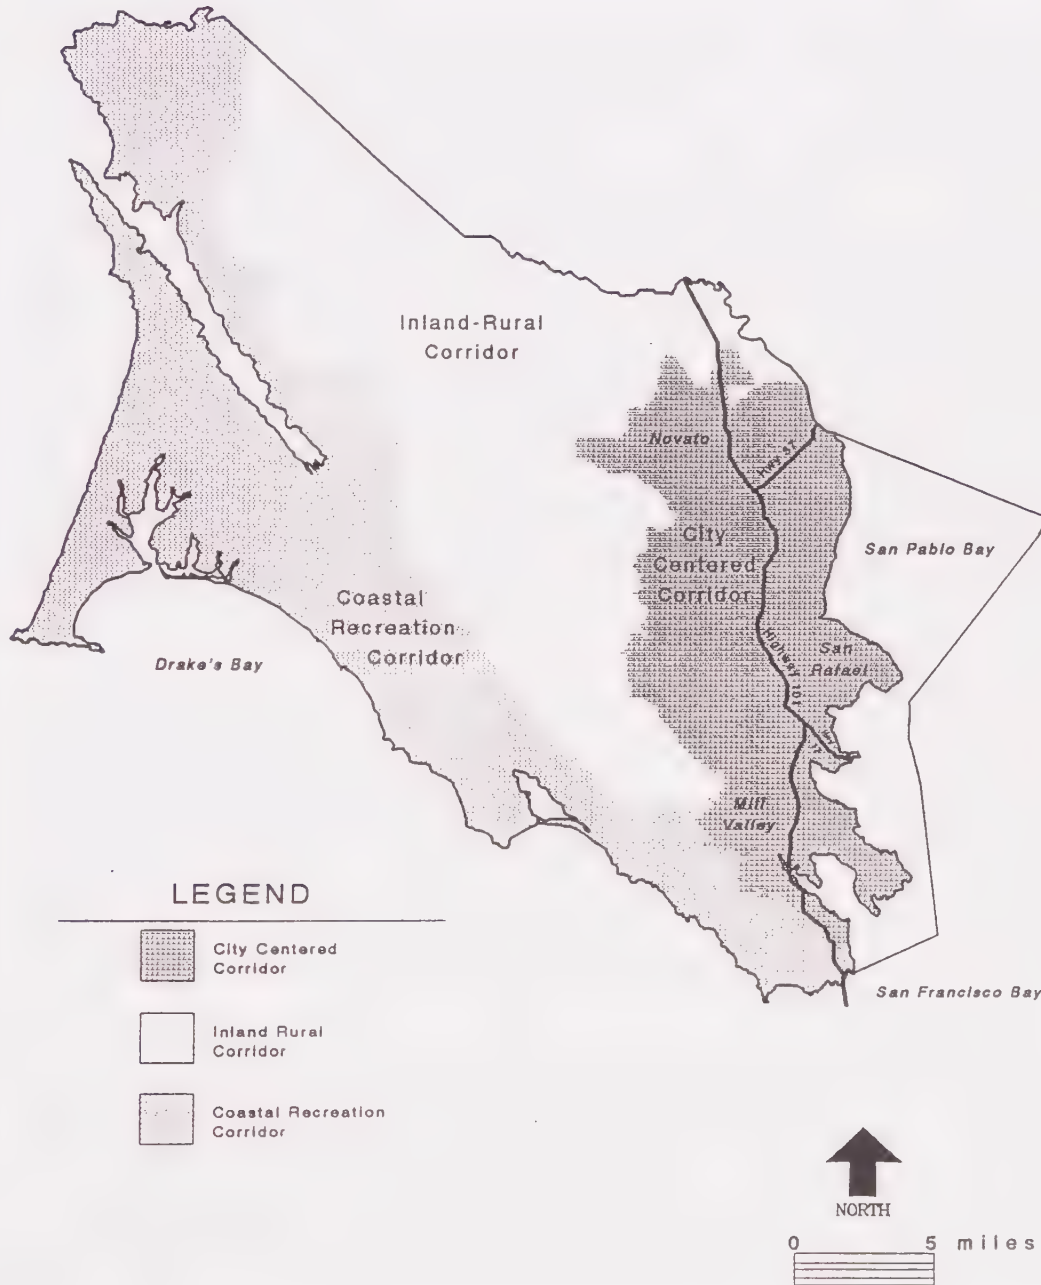 Inland-Rural
Corridor
Novato
Hwy 37
City
Centered
Corridor
San Pablo Bay
Coastal
Recreation
Corridor
Drake's Bay
Highway 101
San
Rafael
Mill
Valley
LEGEND
City Centered
Corridor
San Francisco Bay
Inland Rural
Corridor
Coastal Recreation
Corridor
NORTH
0 5 miles